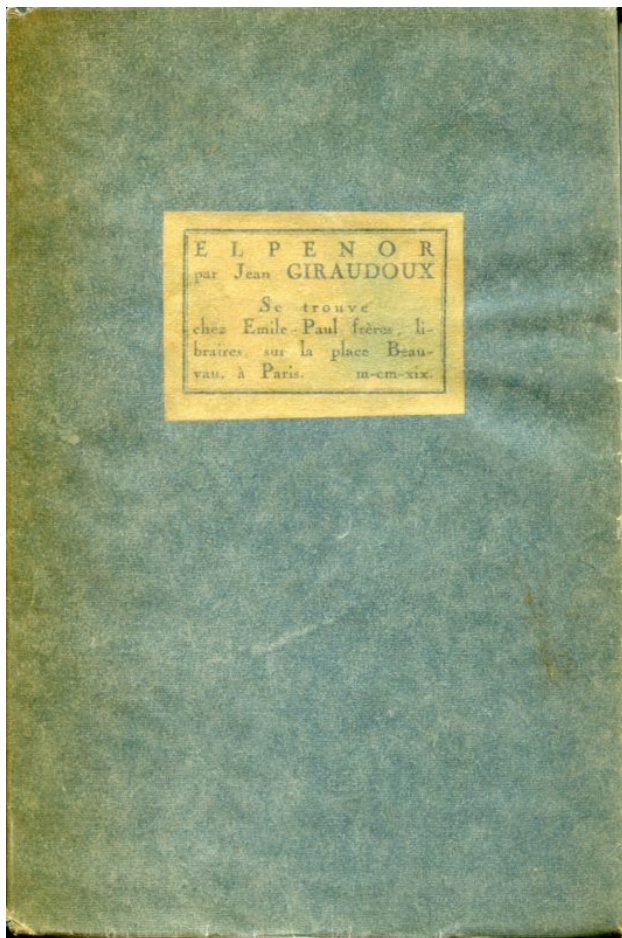 ELPENOR
par Jean GIRAUDOUX
Se trouve
chez Emile-Paul frères, li-
braires, sur la place Beau-
vau, à Paris. m-cm-xix.